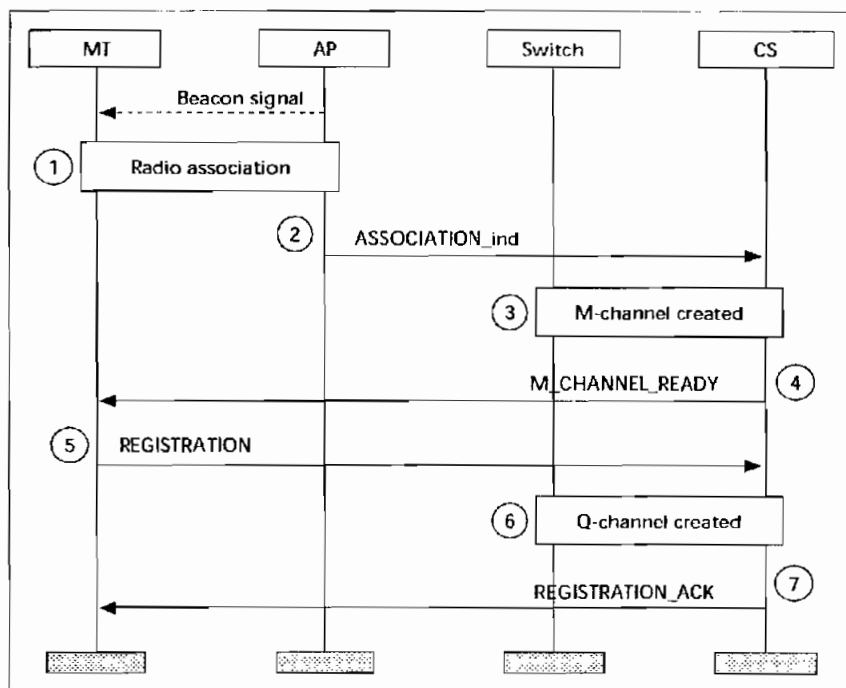 MT AP Switch CS
Beacon signal
1 Radio association
2 ASSOCIATION_ind
3 M-channel created
M_CHANNEL_READY 4
5 REGISTRATION
6 Q-channel created
7
REGISTRATION_ACK